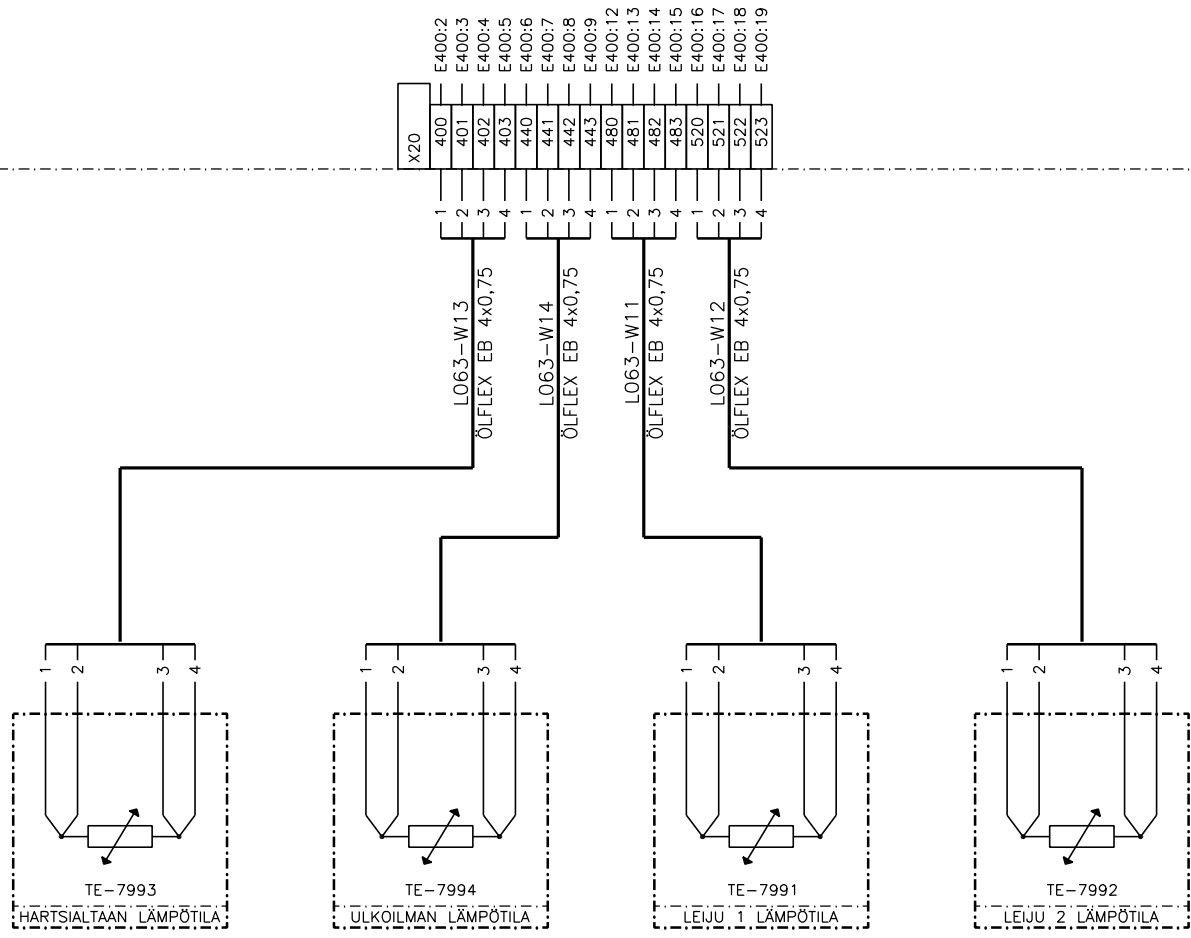 E400:2
E400:3
E400:4
E400:5
E400:6
E400:7
E400:8
E400:9
E400:12
E400:13
E400:14
E400:15
E400:16
E400:17
E400:18
E400:19
X20
400
401
402
403
440
441
442
443
480
481
482
483
520
521
522
523
1
2
3
4
1
2
3
4
1
2
3
4
1
2
3
4
L063-W13
ÖLFLEX EB 4x0,75
L063-W14
ÖLFLEX EB 4x0,75
L063-W11
ÖLFLEX EB 4x0,75
L063-W12
ÖLFLEX EB 4x0,75
1
2
3
4
1
2
3
4
1
2
3
4
1
2
3
4
TE-7993
HARTSIALTAAN LÄMPÖTILA
TE-7994
ULKOILMAN LÄMPÖTILA
TE-7991
LEIJU 1 LÄMPÖTILA
TE-7992
LEIJU 2 LÄMPÖTILA